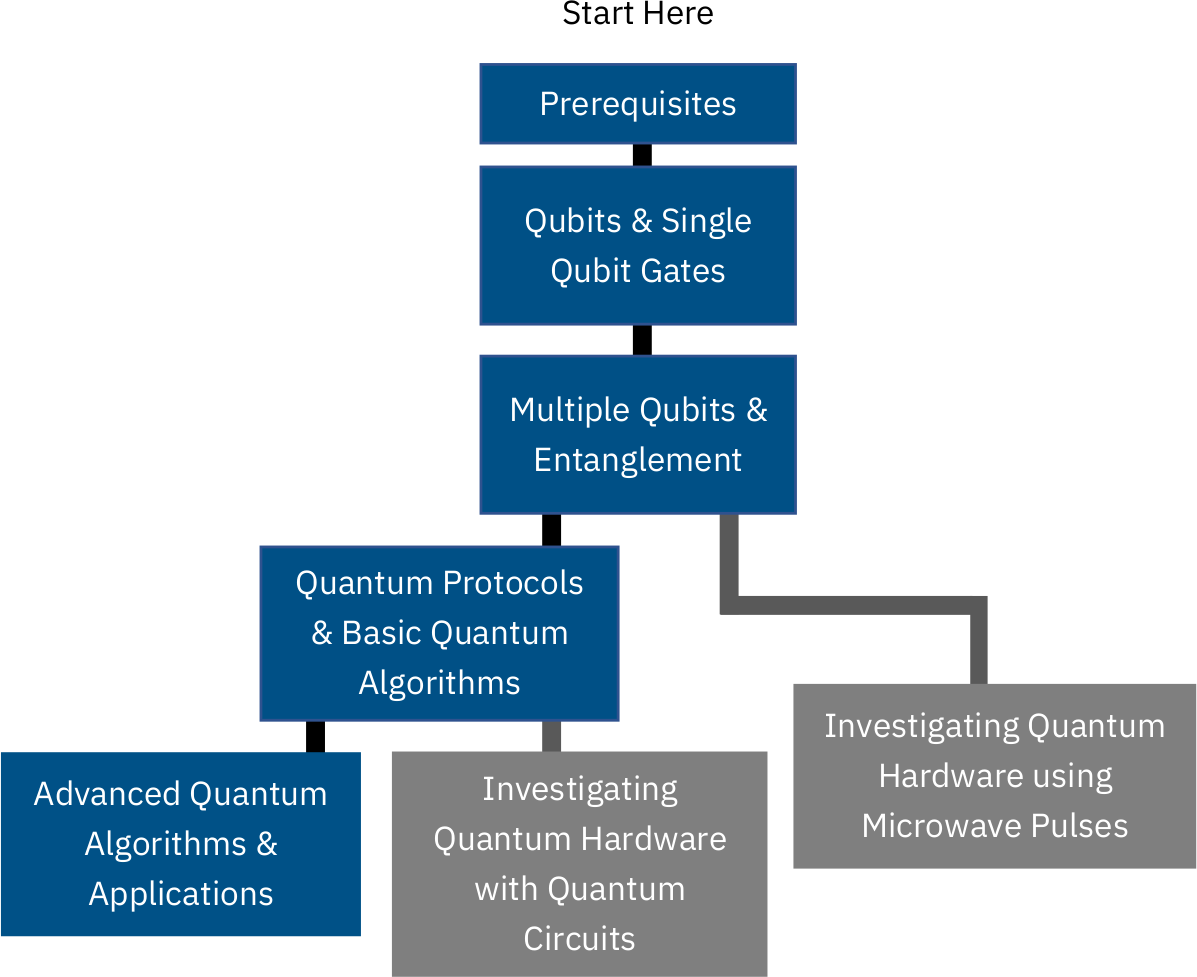 Start Here
Prerequisites
Qubits & Single
Qubit Gates
Multiple Qubits &
Entanglement
Quantum Protocols
& Basic Quantum
Algorithms
Advanced Quantum
Algorithms &
Applications
Investigating
Quantum Hardware
with Quantum
Circuits
Investigating Quantum
Hardware using
Microwave Pulses